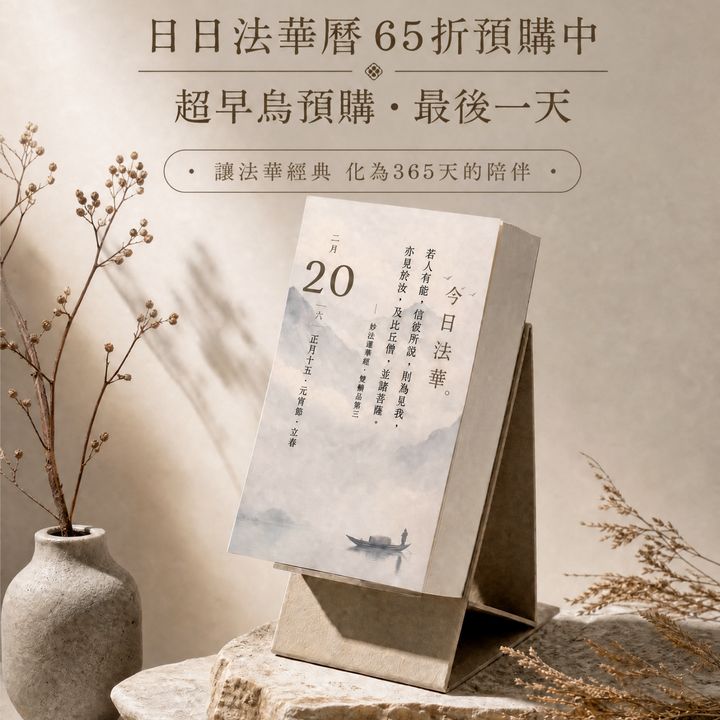 日日法華曆 65折預購中
超早烏預購・最後一天
・ 讓法華經典 化為365天的陪伴 ・
今日法華。
若人有能，信彼所說，則為見我，
亦見於汝，及比丘僧，並諸菩薩。
— 妙法蓮華經・品第三
二月
20
六
正月十五・元宵節・立春